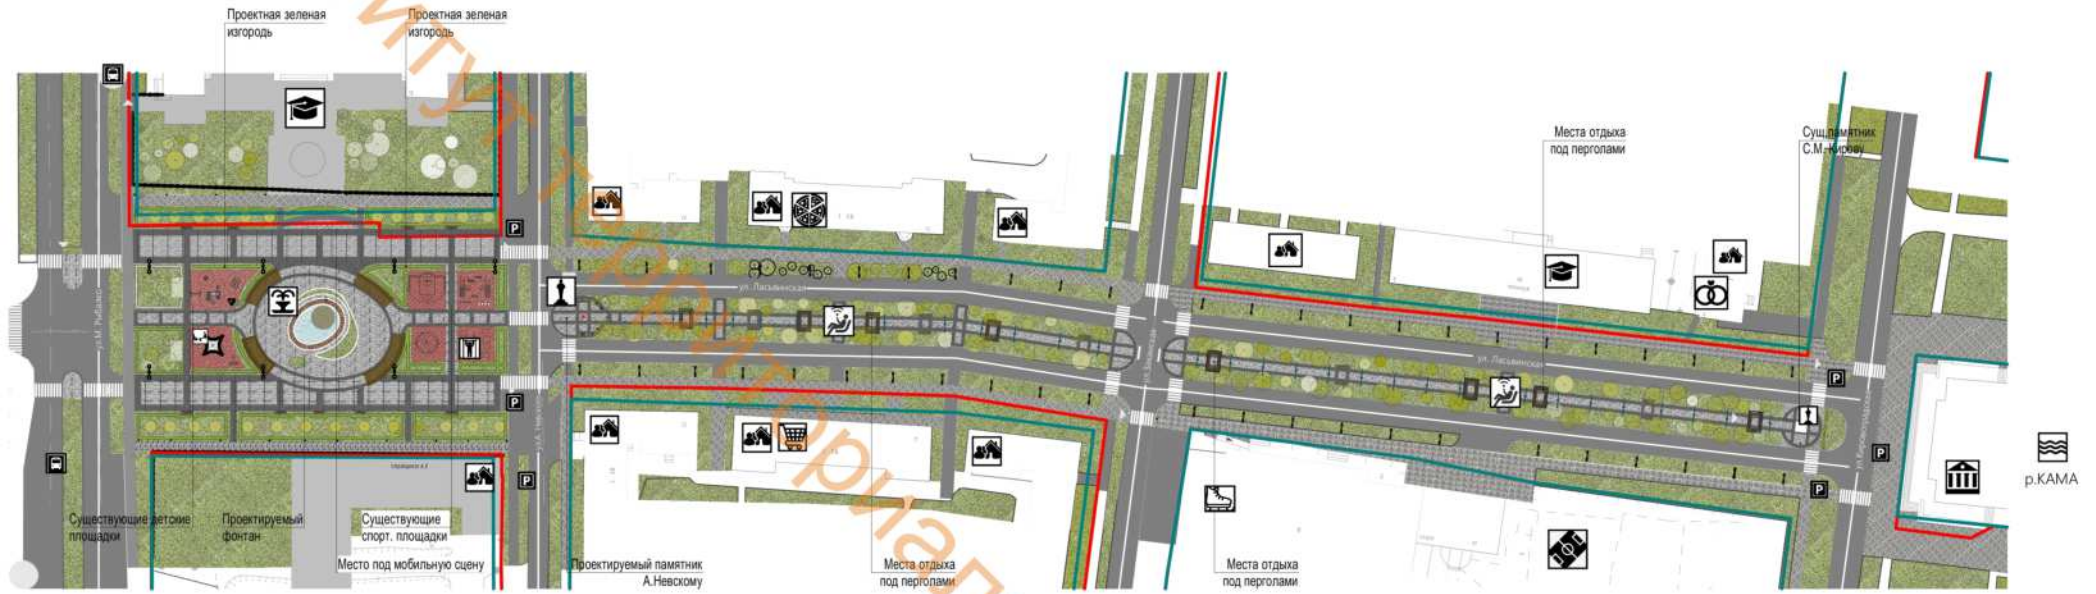 Проектная зеленая
изгородь
Проектная зеленая
изгородь
Места отдыха
под перголами
Сущ.памятник
С.М. Кирову
ул. Ласьвинская
ул. Ласьвинская
P
P
P
P
P
P
р.КАМА
Существующие детские
площадки
Проектируемый
фонтан
Существующие
спорт. площадки
Место под мобильную сцену
Проектируемый памятник
А.Невскому
Места отдыха
под перголами
Места отдыха
под перголами